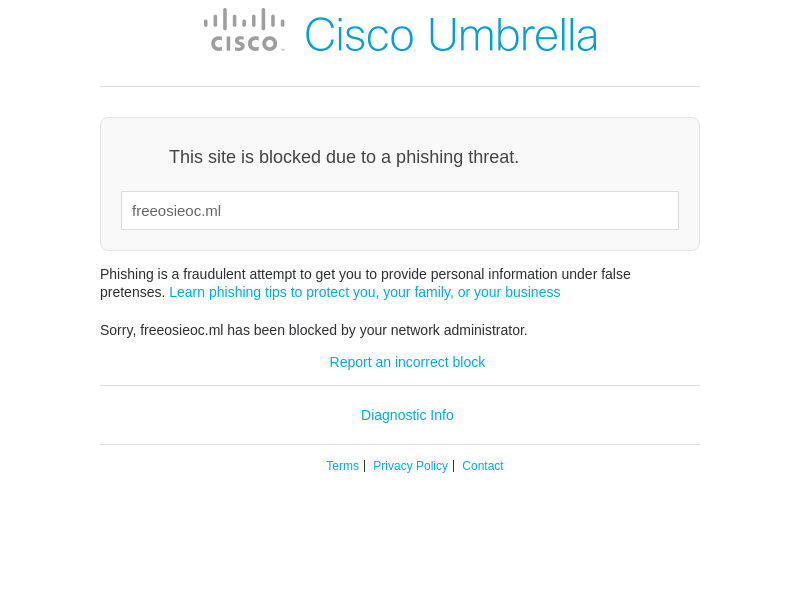 CISCO
Cisco Umbrella
This site is blocked due to a phishing threat.
freeosieoc.ml
Phishing is a fraudulent attempt to get you to provide personal information under false
pretenses. Learn phishing tips to protect you, your family, or your business
Sorry, freeosieoc.ml has been blocked by your network administrator.
Report an incorrect block
Diagnostic Info
Terms | Privacy Policy | Contact